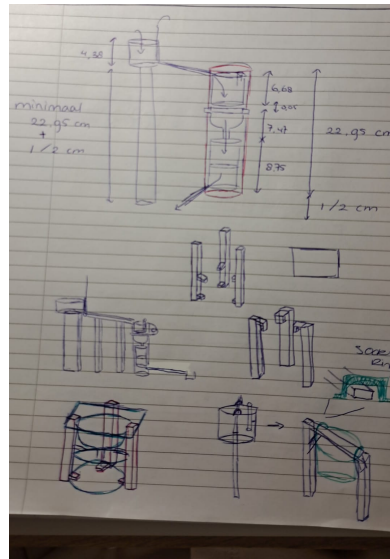 4,38
6,68
0,05
minimaal
22,95 cm
+
1/2 cm
7,47
22,95 cm
8,75
1/2 cm